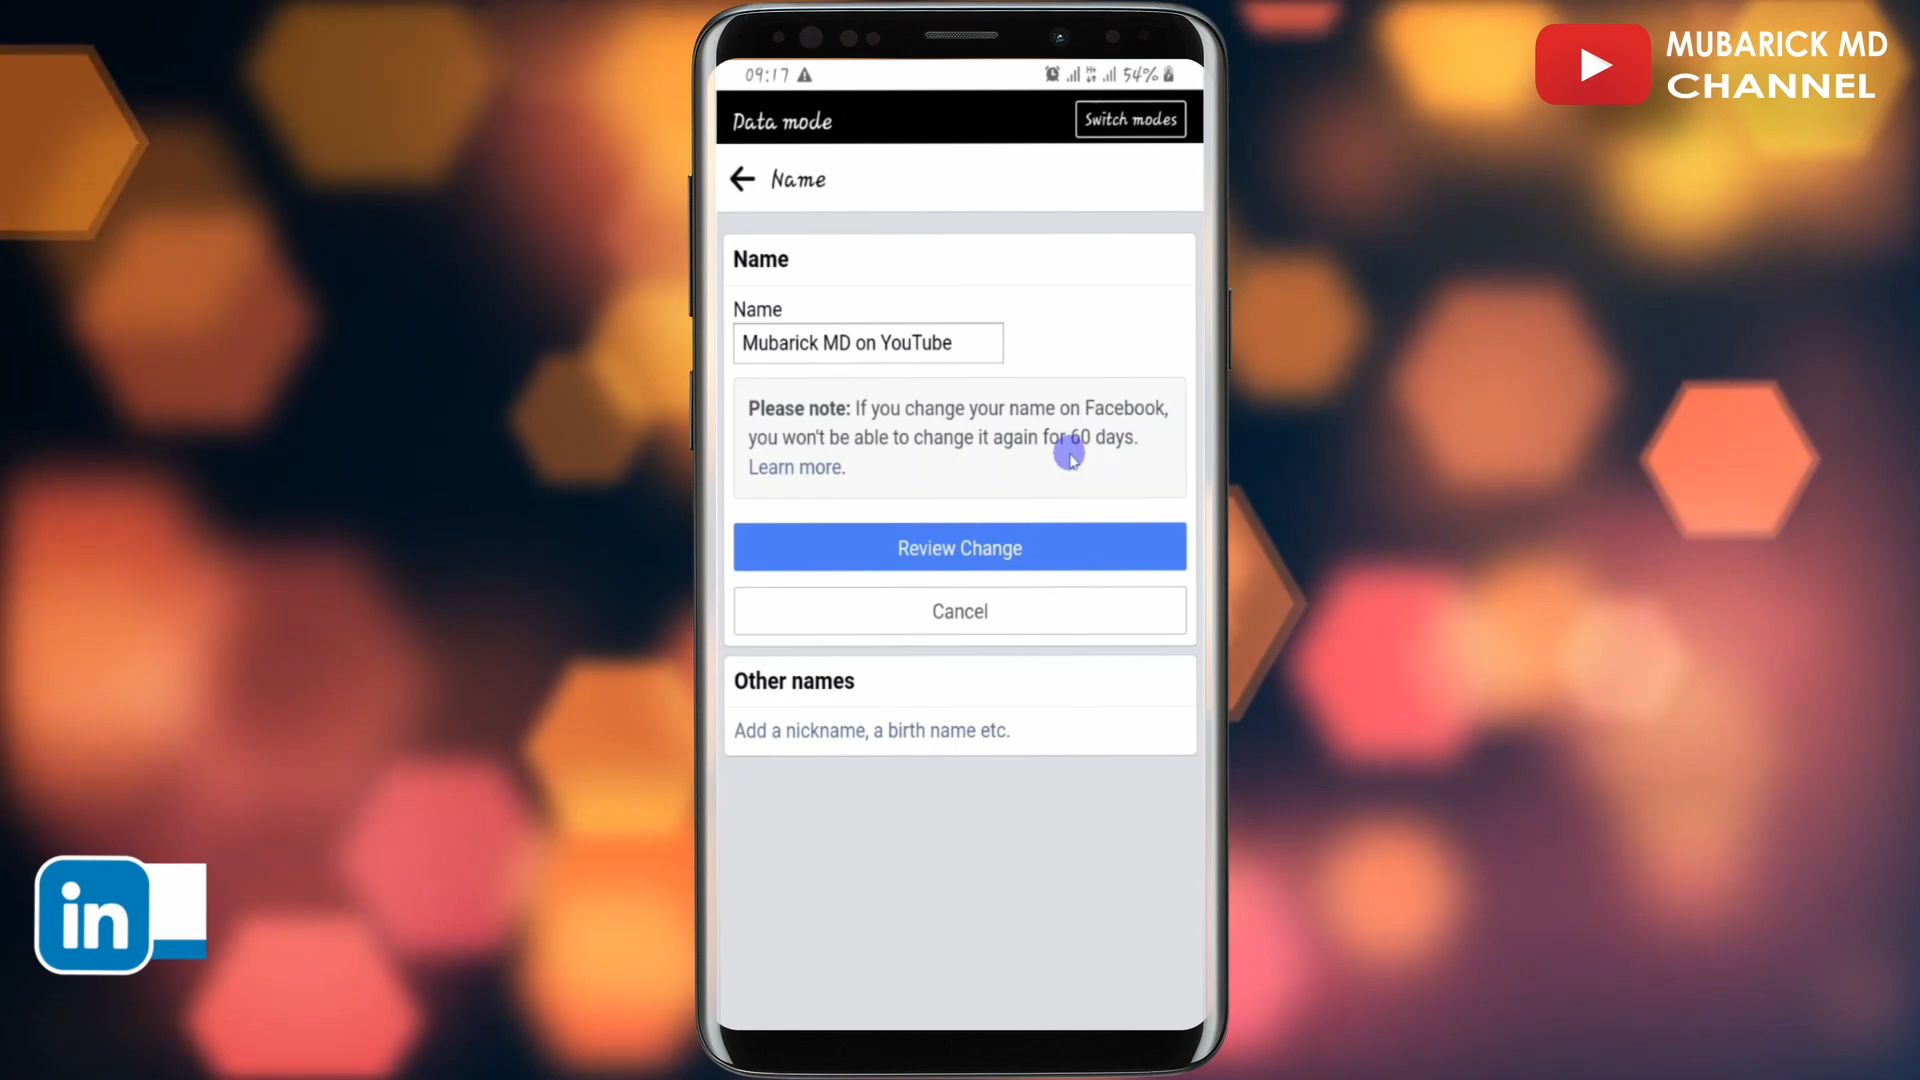 MUBARICK MD
CHANNEL
09:17
54%
Data mode
Switch modes
Name
Name
Name
Mubarick MD on YouTube
Please note: If you change your name on Facebook,
you won't be able to change it again for 60 days.
Learn more.
Review Change
Cancel
Other names
Add a nickname, a birth name etc.
in